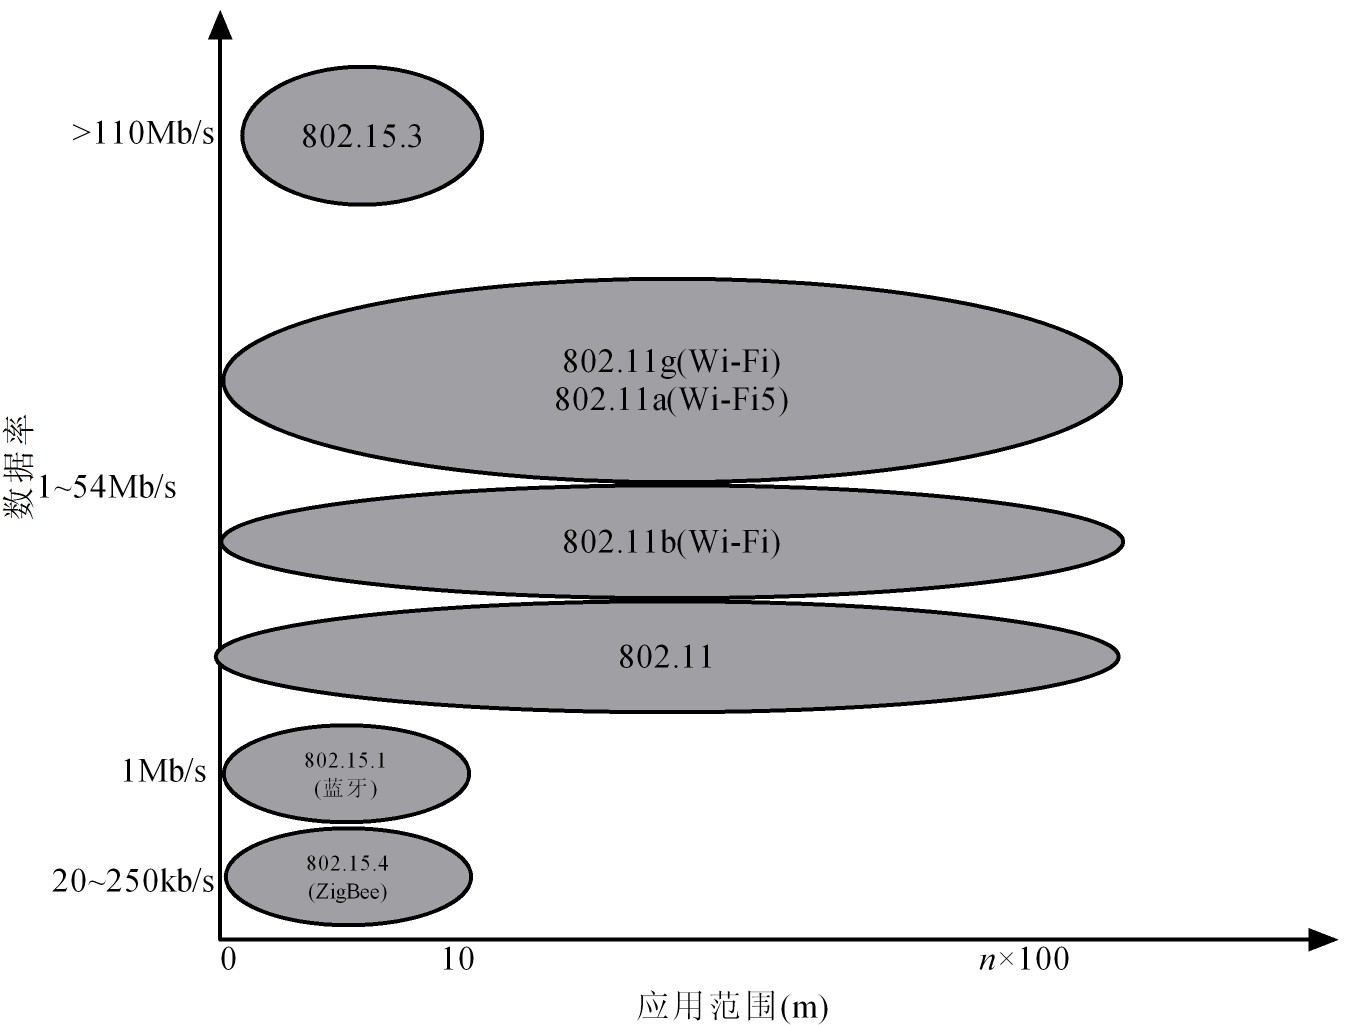 >110Mb/s
802.15.3
802.11g(Wi-Fi)
802.11a(Wi-Fi5)
数据率
1~54Mb/s
802.11b(Wi-Fi)
802.11
1Mb/s
802.15.1
(蓝牙)
20~250kb/s
802.15.4
(ZigBee)
0
10
n×100
应用范围(m)